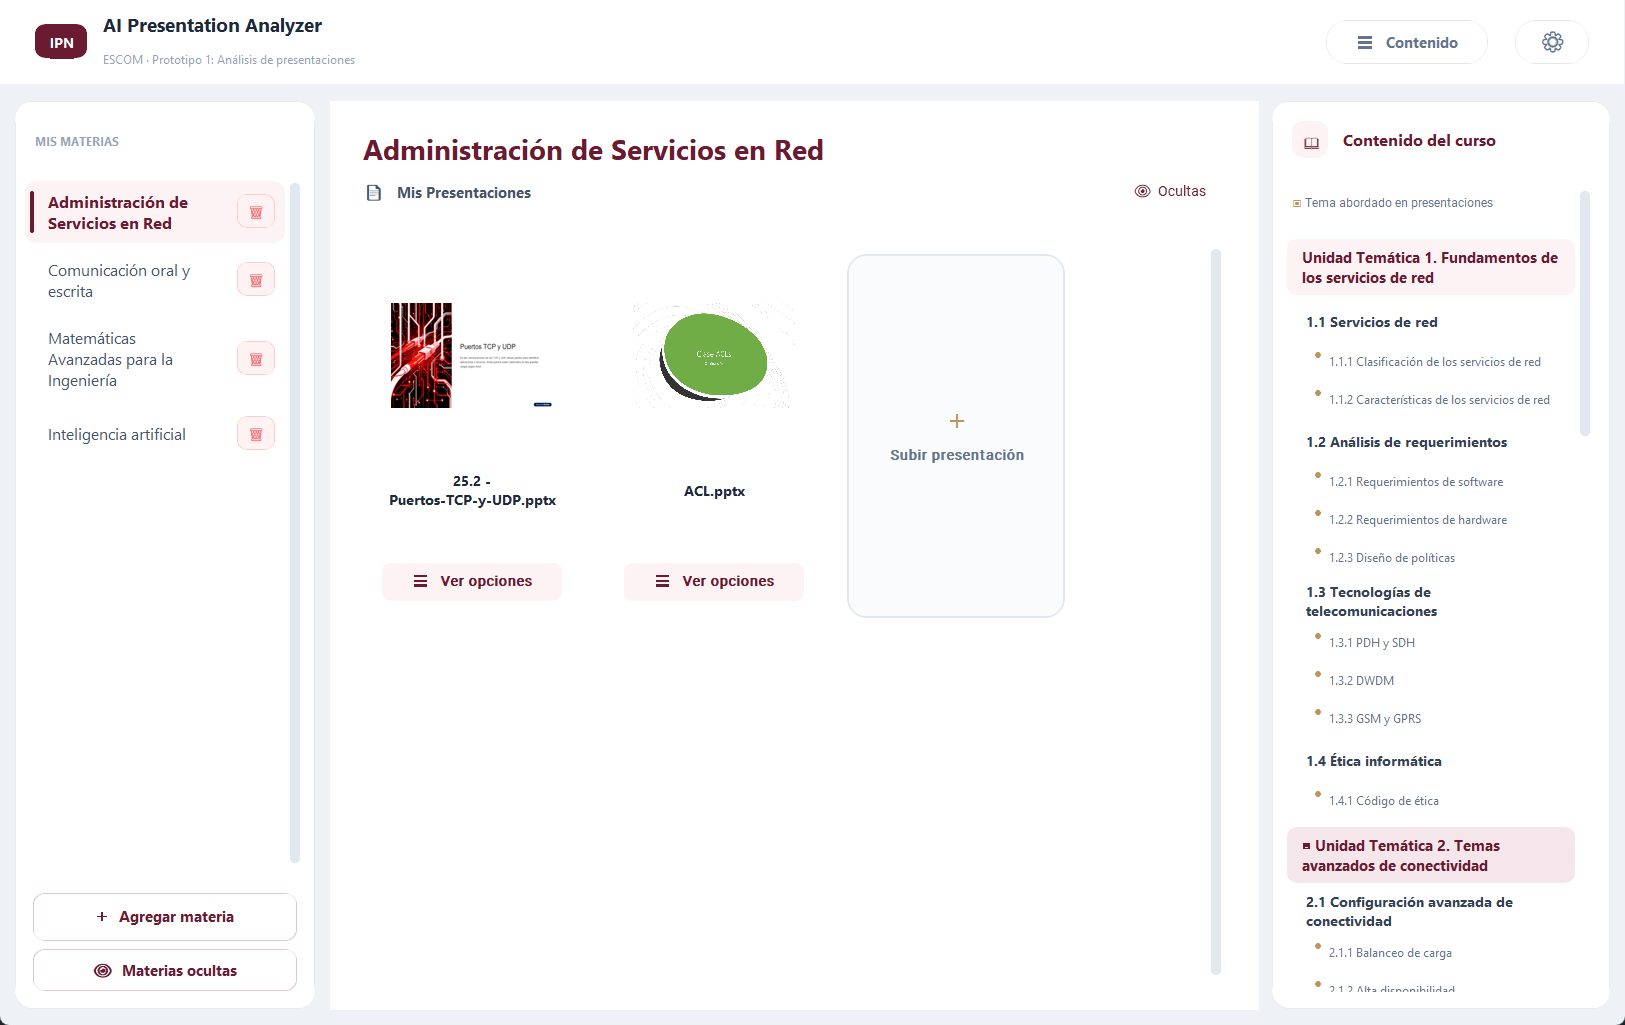 IPN
AI Presentation Analyzer
ESCOM · Prototipo 1: Análisis de presentaciones
Contenido
MIS MATERIAS
Administración de
Servicios en Red
Comunicación oral y
escrita
Matemáticas
Avanzadas para la
Ingeniería
Inteligencia artificial
+ Agregar materia
Materias ocultas
Administración de Servicios en Red
Mis Presentaciones
Ocultas
Puertos TCP y UDP
Clase ACLs
25.2 -
Puertos-TCP-y-UDP.pptx
Ver opciones
ACL.pptx
Ver opciones
+
Subir presentación
Contenido del curso
Tema abordado en presentaciones
Unidad Temática 1. Fundamentos de
los servicios de red
1.1 Servicios de red
1.1.1 Clasificación de los servicios de red
1.1.2 Características de los servicios de red
1.2 Análisis de requerimientos
1.2.1 Requerimientos de software
1.2.2 Requerimientos de hardware
1.2.3 Diseño de políticas
1.3 Tecnologías de
telecomunicaciones
1.3.1 PDH y SDH
1.3.2 DWDM
1.3.3 GSM y GPRS
1.4 Ética informática
1.4.1 Código de ética
Unidad Temática 2. Temas
avanzados de conectividad
2.1 Configuración avanzada de
conectividad
2.1.1 Balanceo de carga
2.1.2 Alta disponibilidad